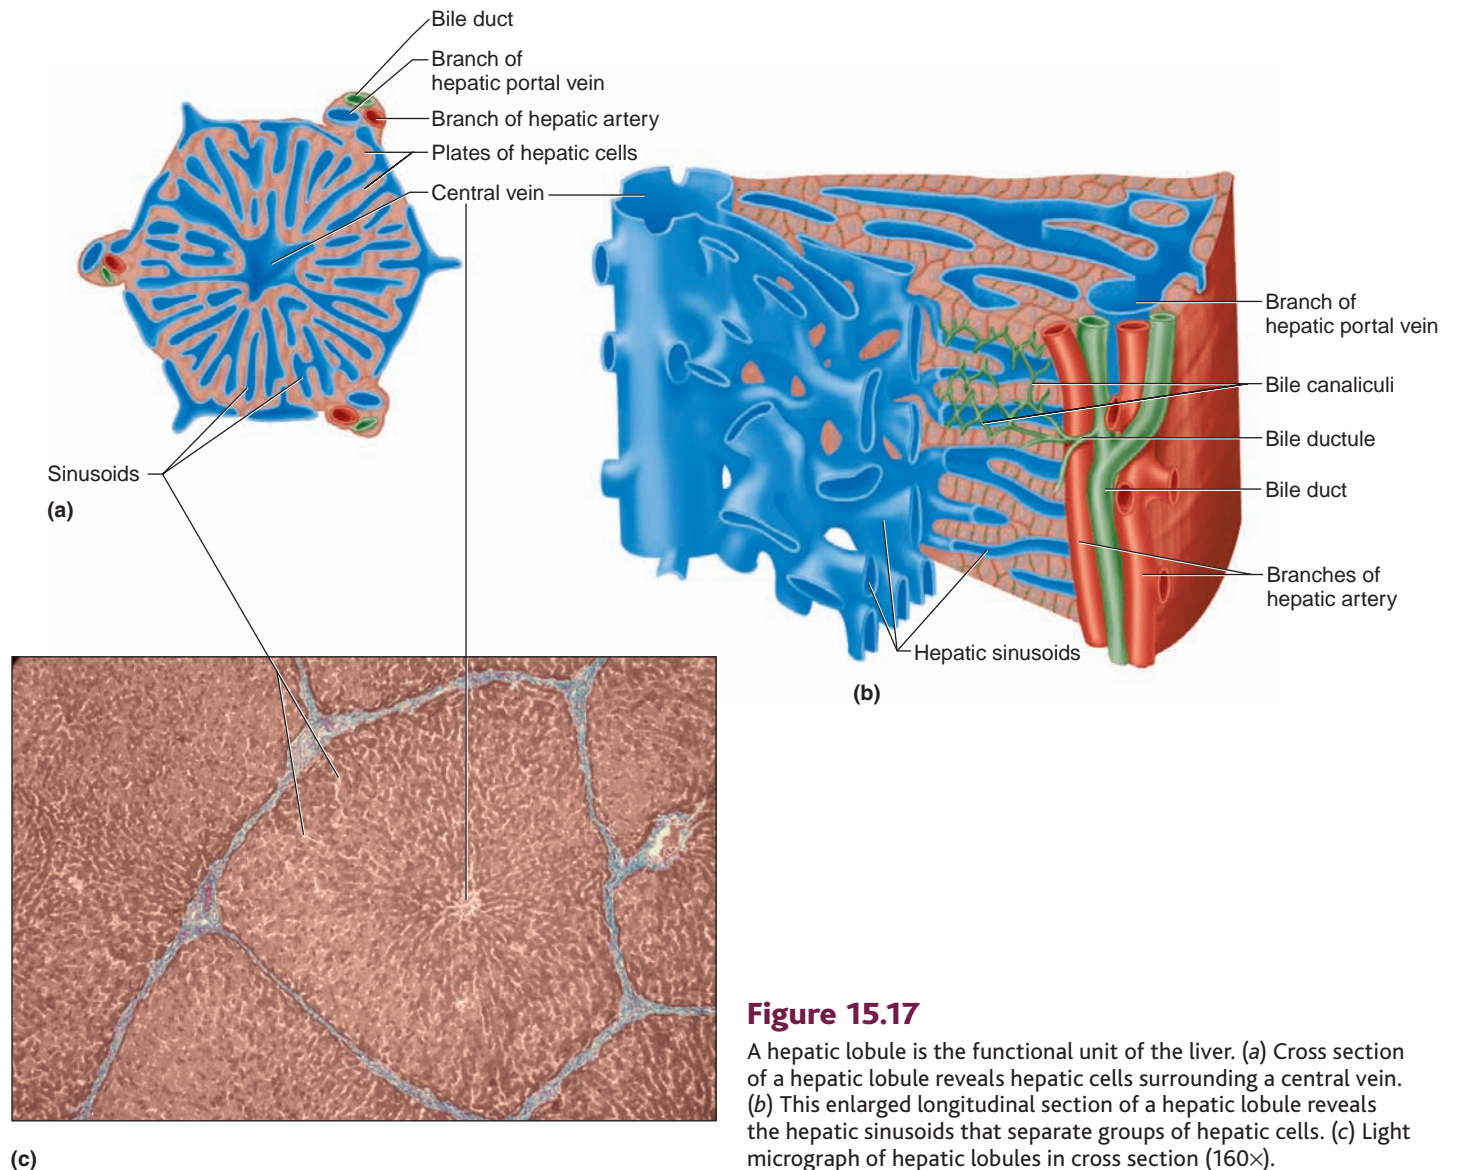 Bile duct
Branch of
hepatic portal vein
Branch of hepatic artery
Plates of hepatic cells
Central vein
Sinusoids
(a)
Branch of
hepatic portal vein
Bile canaliculi
Bile ductule
Bile duct
Branches of
hepatic artery
Hepatic sinusoids
(b)
(c)
Figure 15.17
A hepatic lobule is the functional unit of the liver. (a) Cross section
of a hepatic lobule reveals hepatic cells surrounding a central vein.
(b) This enlarged longitudinal section of a hepatic lobule reveals
the hepatic sinusoids that separate groups of hepatic cells. (c) Light
micrograph of hepatic lobules in cross section (160×).